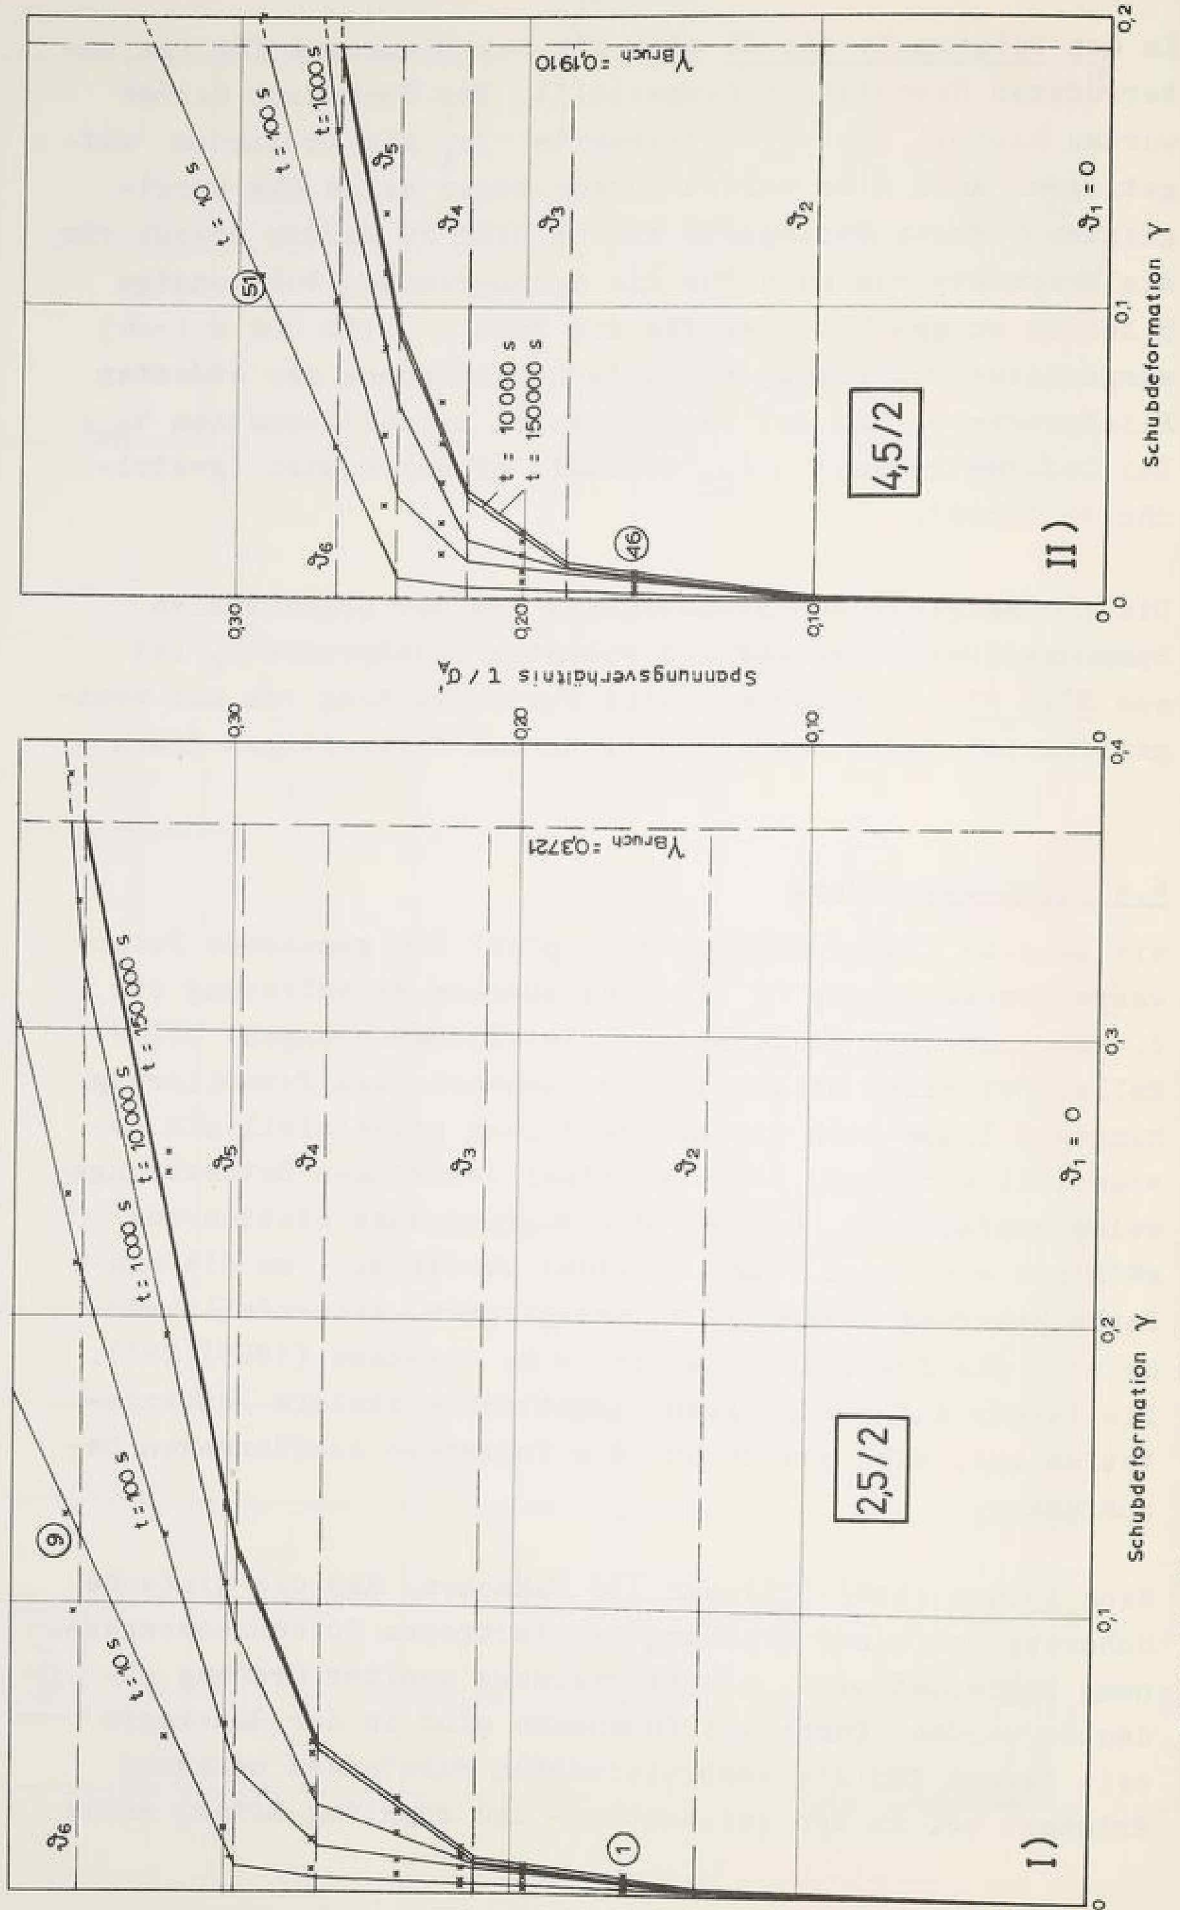 0,30
0,20
0,10
0
ϑ6
9
t = 10 s
t = 100 s
t = 1000 s
t = 10000 s
t = 150000 s
ϑ5
ϑ4
ϑ3
ϑ2
ϑ1 = 0
γBruch = 0,3721
1
I)
2,5/2
0
0,1
0,2
0,3
0,4
Schubdeformation γ
Spannungsverhältnis τ / σ'A
0,30
0,20
0,10
0
ϑ6
51
t = 10 s
t = 100 s
t = 1000 s
ϑ5
ϑ4
ϑ3
ϑ2
ϑ1 = 0
γBruch = 0,1910
t = 10000 s
t = 150000 s
46
II)
4,5/2
0
0,1
0,2
Schubdeformation γ